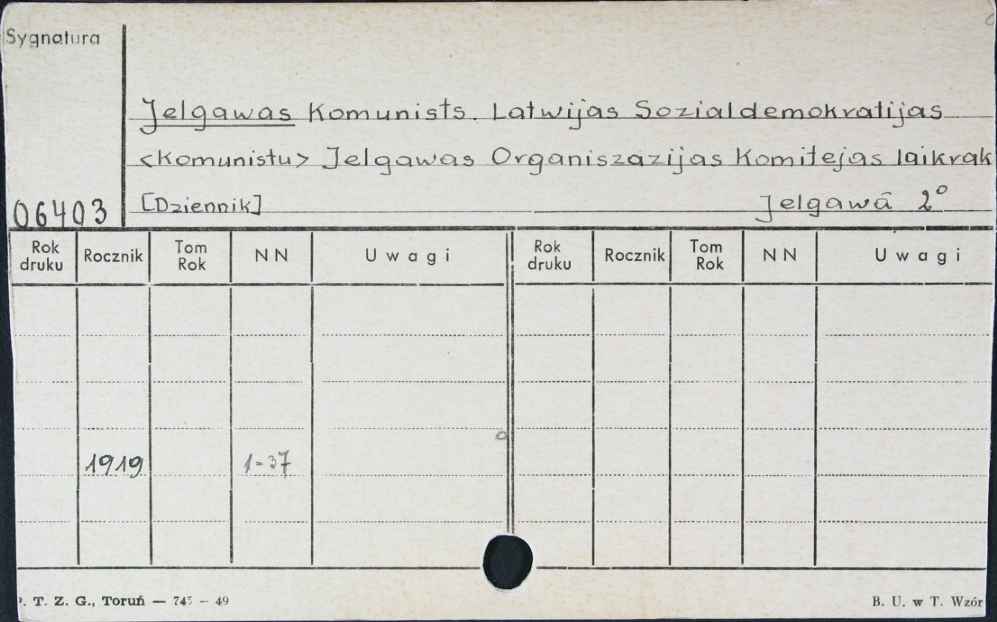 Sygnatura
Jelgawas Komunists. Latwijas Sozialdemokratijas
<Komunistu> Jelgawas Organiszazijas Komitejas laikrak
06403 [Dziennik] Jelgawā 2°
Rok druku Rocznik Tom Rok NN Uwagi Rok druku Rocznik Tom Rok NN Uwagi
1919 1-37
P. T. Z. G., Toruń — 745 — 49 B. U. w T. Wzór